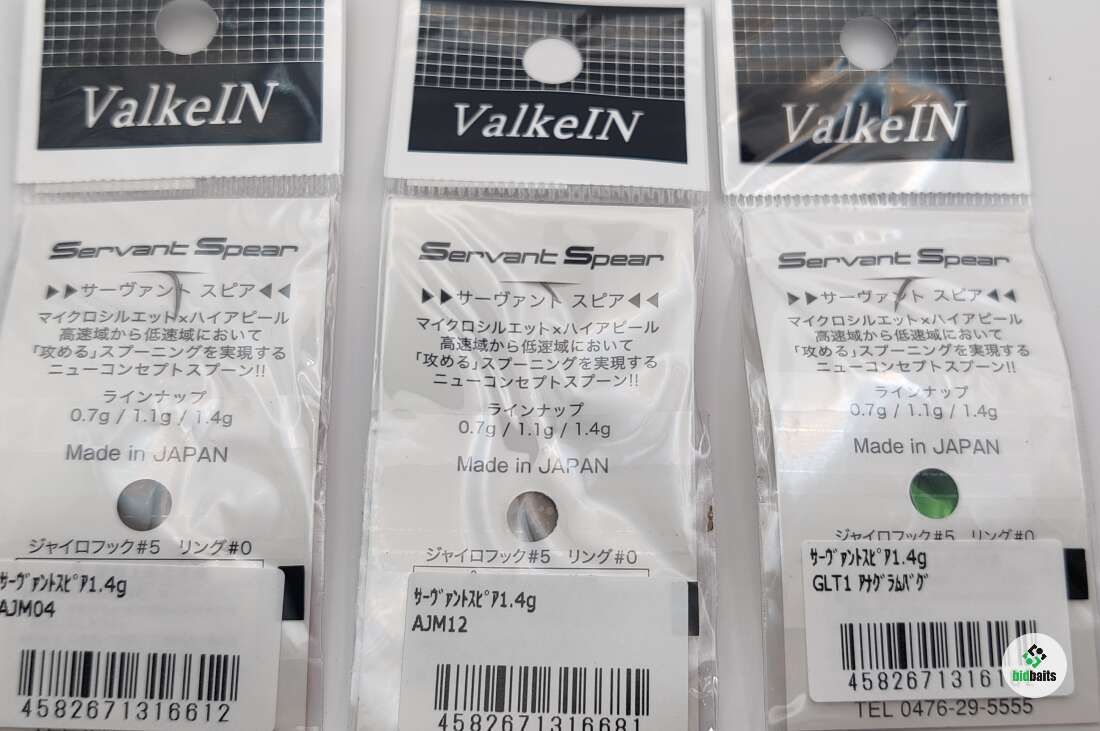 ValkeIN
Servant Spear
▶▶サーヴァント スピア◀◀
マイクロシルエット×ハイアピール
高速域から低速域において
「攻める」スプーニングを実現する
ニューコンセプトスプーン!!
ラインナップ
0.7g / 1.1g / 1.4g
Made in JAPAN
ジャイロフック#5 リング#0
サーヴァントスピア1.4g
AJM04
4582671316612
ValkeIN
Servant Spear
▶▶サーヴァント スピア◀◀
マイクロシルエット×ハイアピール
高速域から低速域において
「攻める」スプーニングを実現する
ニューコンセプトスプーン!!
ラインナップ
0.7g / 1.1g / 1.4g
Made in JAPAN
ジャイロフック#5 リング#0
サーヴァントスピア1.4g
AJM12
4582671316681
ValkeIN
Servant Spear
▶▶サーヴァント スピア◀◀
マイクロシルエット×ハイアピール
高速域から低速域において
「攻める」スプーニングを実現する
ニューコンセプトスプーン!!
ラインナップ
0.7g / 1.1g / 1.4g
Made in JAPAN
ジャイロフック#5 リング#0
サーヴァントスピア1.4g
GLT1 アナグラムバグ
TEL 0476-29-5555
bidbaits